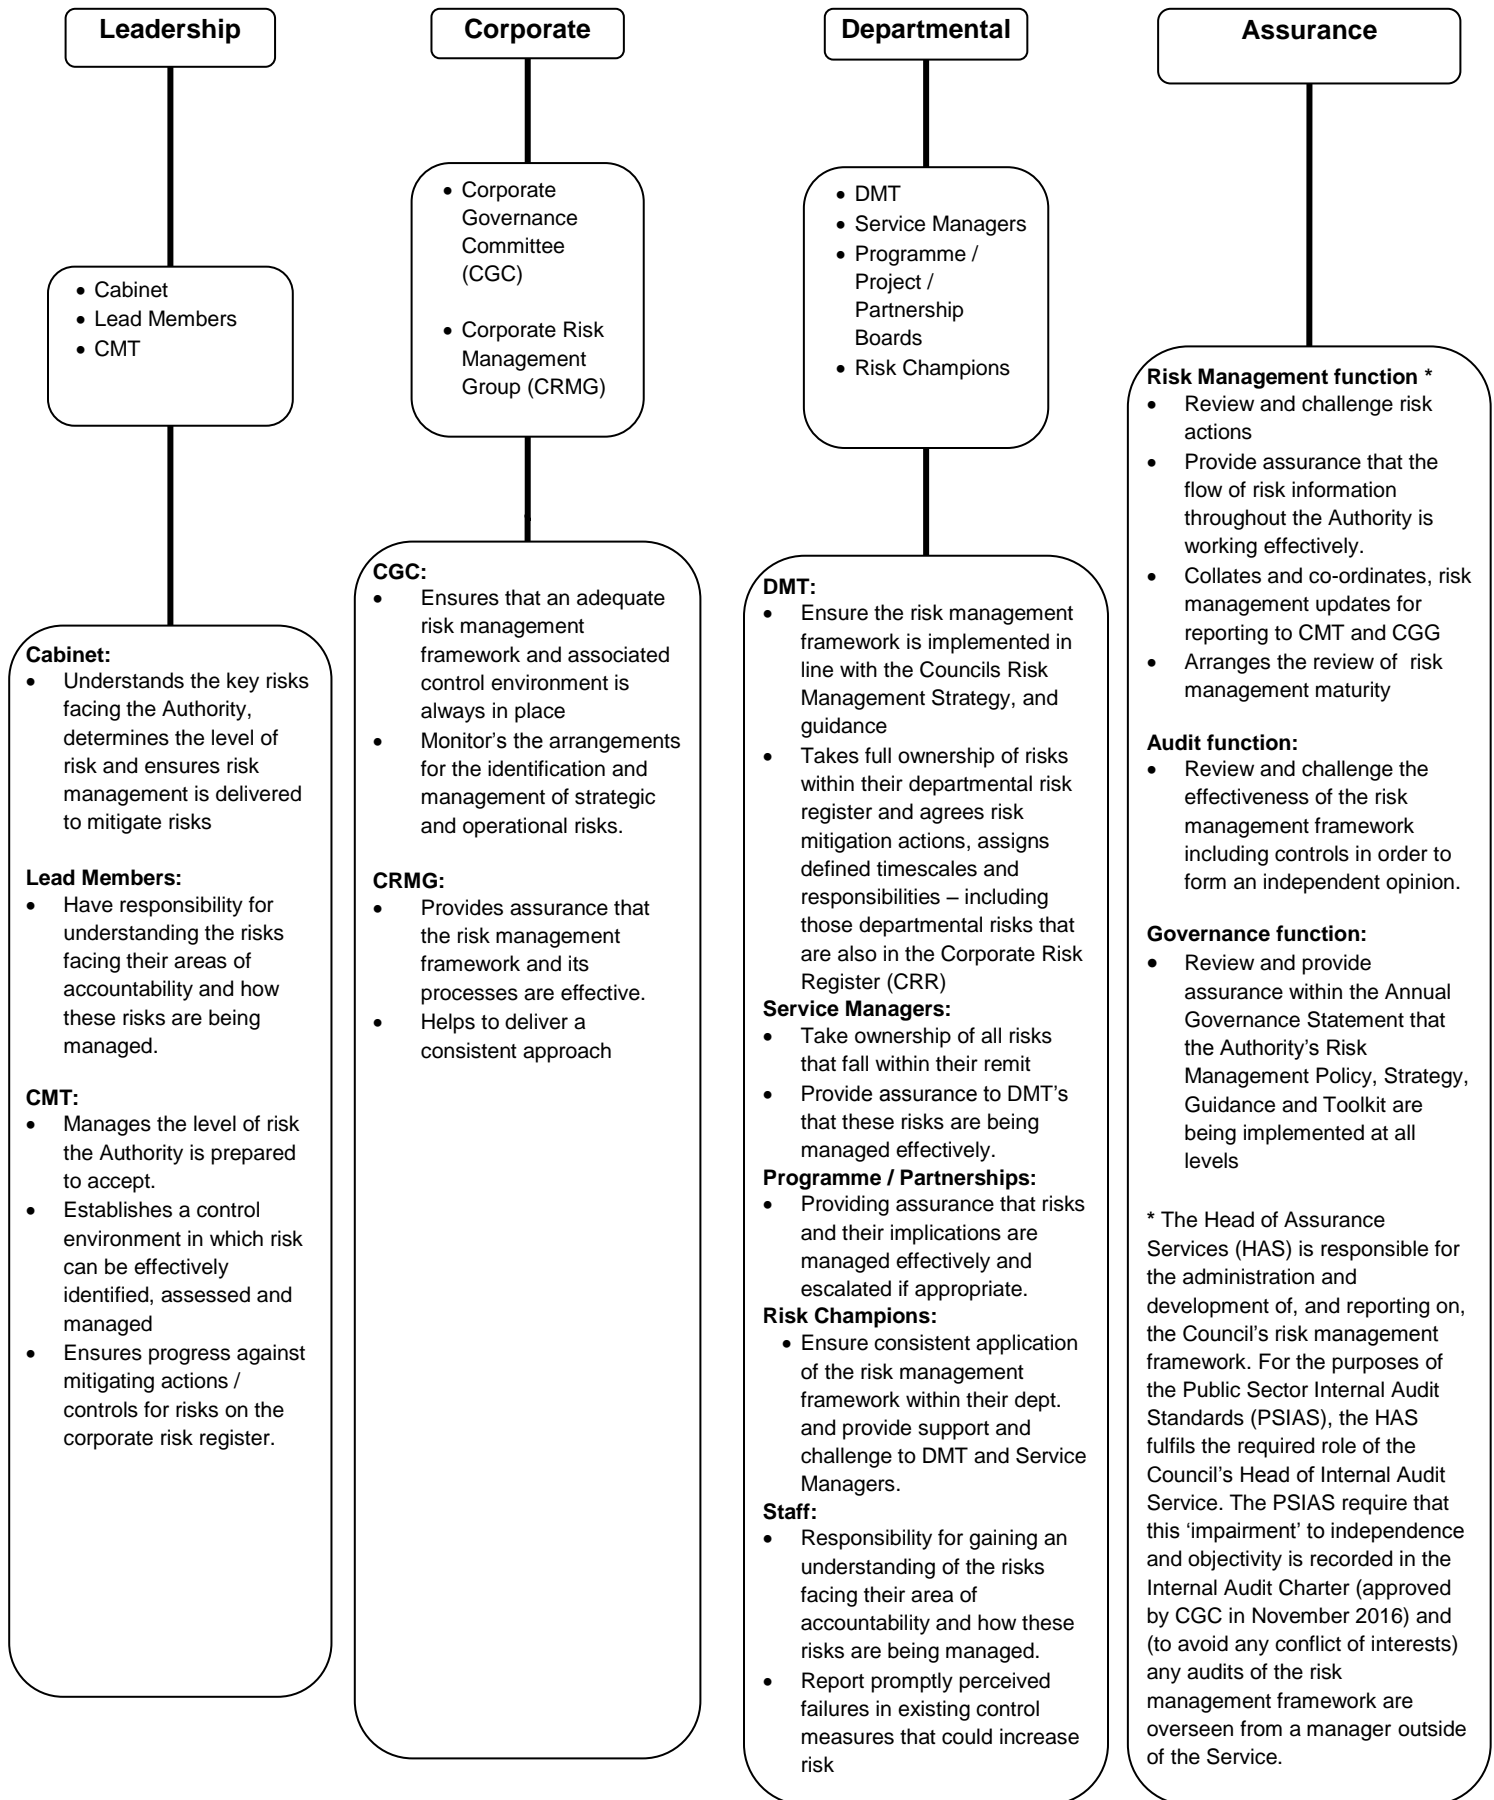 Leadership
Corporate
Departmental
Assurance
• Cabinet
• Lead Members
• CMT
• Corporate
Governance
Committee
(CGC)
• Corporate Risk
Management
Group (CRMG)
• DMT
• Service Managers
• Programme /
Project /
Partnership
Boards
• Risk Champions
Cabinet:
• Understands the key risks
facing the Authority,
determines the level of
risk and ensures risk
management is delivered
to mitigate risks
Lead Members:
• Have responsibility for
understanding the risks
facing their areas of
accountability and how
these risks are being
managed.
CMT:
• Manages the level of risk
the Authority is prepared
to accept.
• Establishes a control
environment in which risk
can be effectively
identified, assessed and
managed
• Ensures progress against
mitigating actions /
controls for risks on the
corporate risk register.
CGC:
• Ensures that an adequate
risk management
framework and associated
control environment is
always in place
• Monitor's the arrangements
for the identification and
management of strategic
and operational risks.
CRMG:
• Provides assurance that
the risk management
framework and its
processes are effective.
• Helps to deliver a
consistent approach
DMT:
• Ensure the risk management
framework is implemented in
line with the Councils Risk
Management Strategy, and
guidance
• Takes full ownership of risks
within their departmental risk
register and agrees risk
mitigation actions, assigns
defined timescales and
responsibilities – including
those departmental risks that
are also in the Corporate Risk
Register (CRR)
Service Managers:
• Take ownership of all risks
that fall within their remit
• Provide assurance to DMT's
that these risks are being
managed effectively.
Programme / Partnerships:
• Providing assurance that risks
and their implications are
managed effectively and
escalated if appropriate.
Risk Champions:
• Ensure consistent application
of the risk management
framework within their dept.
and provide support and
challenge to DMT and Service
Managers.
Staff:
• Responsibility for gaining an
understanding of the risks
facing their area of
accountability and how these
risks are being managed.
• Report promptly perceived
failures in existing control
measures that could increase
risk
Risk Management function *
• Review and challenge risk
actions
• Provide assurance that the
flow of risk information
throughout the Authority is
working effectively.
• Collates and co-ordinates, risk
management updates for
reporting to CMT and CGG
• Arranges the review of risk
management maturity
Audit function:
• Review and challenge the
effectiveness of the risk
management framework
including controls in order to
form an independent opinion.
Governance function:
• Review and provide
assurance within the Annual
Governance Statement that
the Authority's Risk
Management Policy, Strategy,
Guidance and Toolkit are
being implemented at all
levels
* The Head of Assurance
Services (HAS) is responsible for
the administration and
development of, and reporting on,
the Council's risk management
framework. For the purposes of
the Public Sector Internal Audit
Standards (PSIAS), the HAS
fulfils the required role of the
Council's Head of Internal Audit
Service. The PSIAS require that
this ‘impairment’ to independence
and objectivity is recorded in the
Internal Audit Charter (approved
by CGC in November 2016) and
(to avoid any conflict of interests)
any audits of the risk
management framework are
overseen from a manager outside
of the Service.